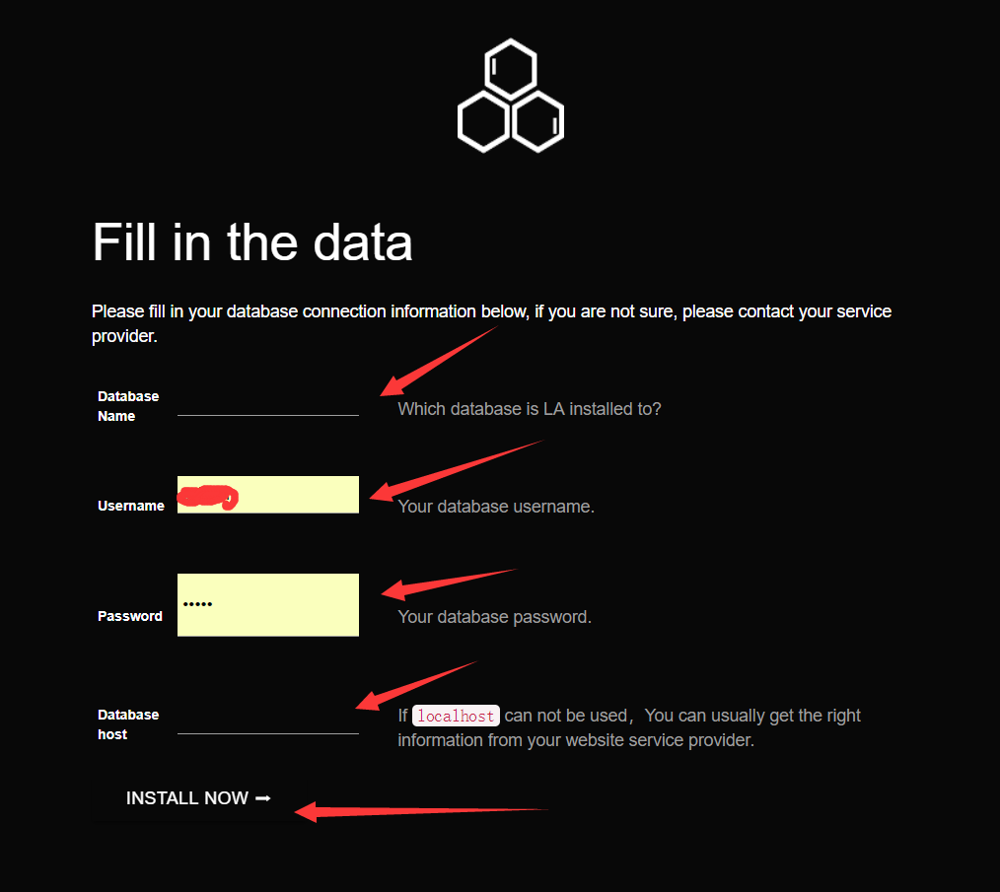 Fill in the data
Please fill in your database connection information below, if you are not sure, please contact your service
provider.
Database
Name
Which database is LA installed to?
Username
Your database username.
Password
•••••
Your database password.
Database
host
If localhost can not be used，You can usually get the right
information from your website service provider.
INSTALL NOW ➞